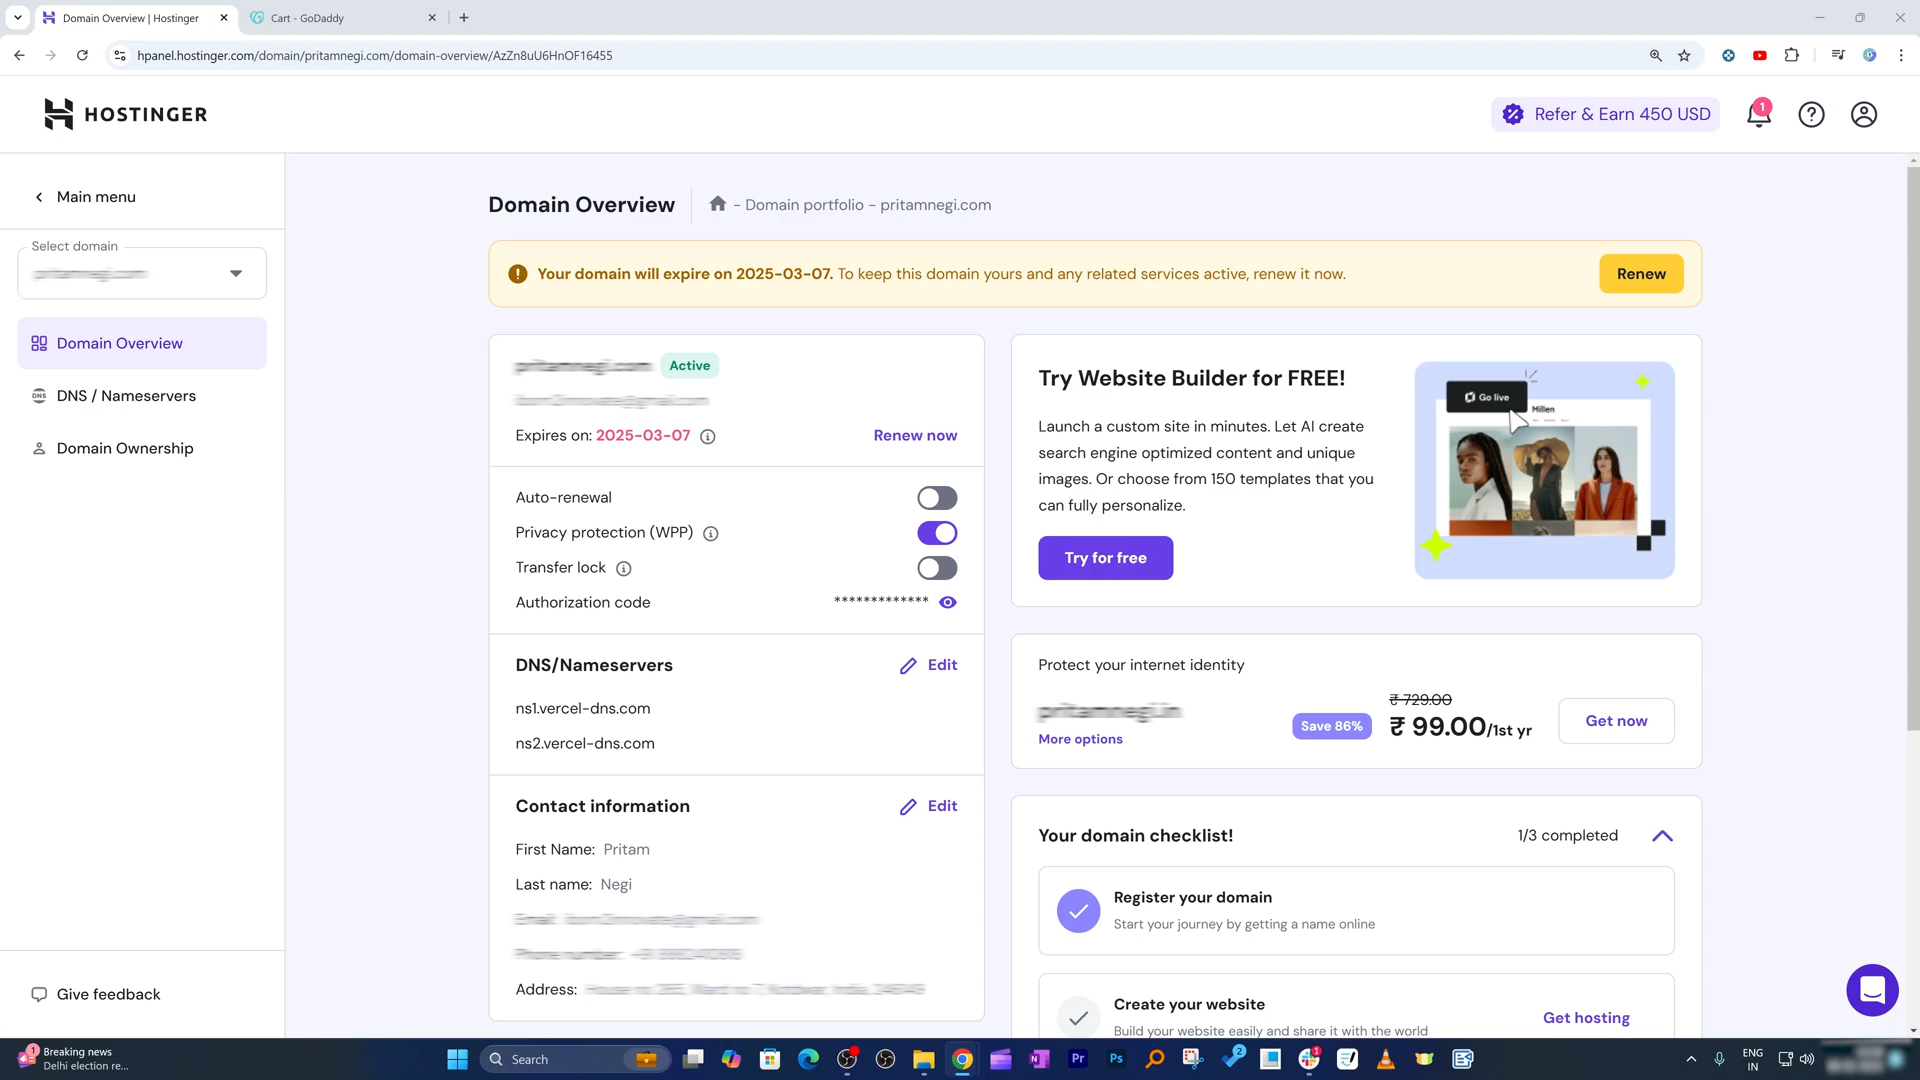 Domain Overview | Hostinger
Cart - GoDaddy
hpanel.hostinger.com/domain/pritamnegi.com/domain-overview/AzZn8uU6HnOF16455
HOSTINGER
Refer & Earn 450 USD
1
Main menu
Select domain
Domain Overview
DNS / Nameservers
Domain Ownership
Give feedback
Domain Overview
- Domain portfolio - pritamnegi.com
Your domain will expire on 2025-03-07. To keep this domain yours and any related services active, renew it now.
Renew
Active
Expires on: 2025-03-07
Renew now
Auto-renewal
Privacy protection (WPP)
Transfer lock
Authorization code
*************
DNS/Nameservers
Edit
ns1.vercel-dns.com
ns2.vercel-dns.com
Contact information
Edit
First Name: Pritam
Last name: Negi
Address:
Try Website Builder for FREE!
Launch a custom site in minutes. Let AI create
search engine optimized content and unique
images. Or choose from 150 templates that you
can fully personalize.
Try for free
Go live
Millen
Protect your internet identity
More options
Save 86%
₹ 729.00
₹ 99.00/1st yr
Get now
Your domain checklist!
1/3 completed
Register your domain
Start your journey by getting a name online
Create your website
Build your website easily and share it with the world
Get hosting
1
Breaking news
Delhi election re...
Search
N
Pr
Ps
2
1
ENG
IN